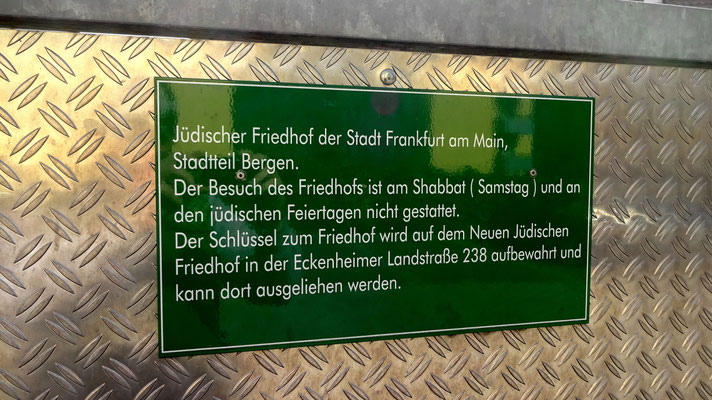 Jüdischer Friedhof der Stadt Frankfurt am Main,
Stadtteil Bergen.
Der Besuch des Friedhofs ist am Shabbat ( Samstag ) und an
den jüdischen Feiertagen nicht gestattet.
Der Schlüssel zum Friedhof wird auf dem Neuen Jüdischen
Friedhof in der Eckenheimer Landstraße 238 aufbewahrt und
kann dort ausgeliehen werden.